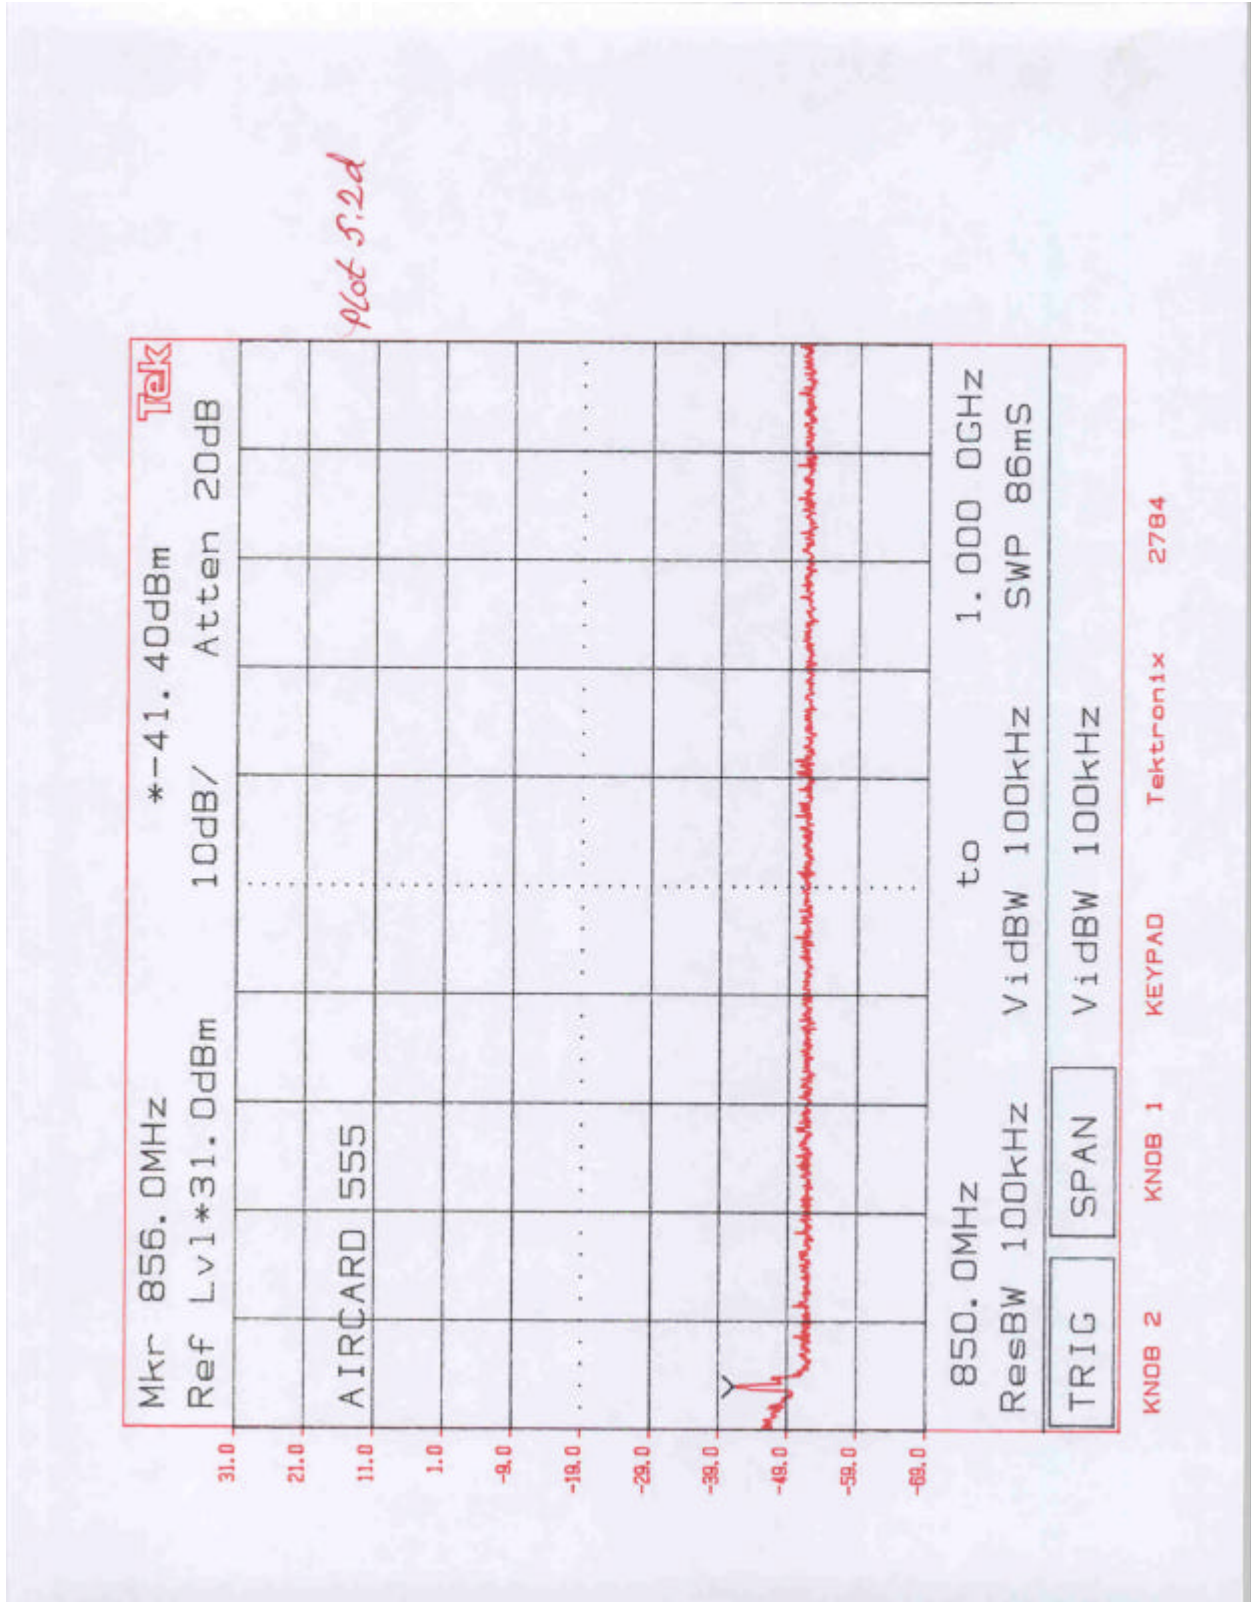 Mkr 856.0MHz *-41.40dBm Tek
Ref Lvl*31.0dBm 10dB/ Atten 20dB
31.0
21.0
AIRCARD 555
11.0
plot 5.2d
1.0
-9.0
-19.0
-29.0
-39.0
-49.0
-59.0
-69.0
850.0MHz to 1.000 0GHz
ResBW 100kHz VidBW 100kHz SWP 86mS
TRIG SPAN VidBW 100kHz
KNOB 2 KNOB 1 KEYPAD Tektronix 2784